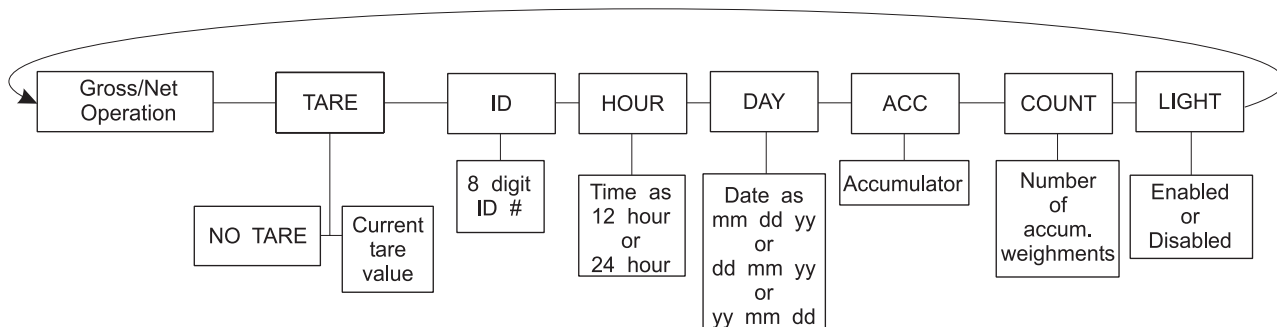 Gross/Net
Operation
TARE
ID
HOUR
DAY
ACC
COUNT
LIGHT
NO TARE
Current
tare
value
8 digit
ID #
Time as
12 hour
or
24 hour
Date as
mm dd yy
or
dd mm yy
or
yy mm dd
Accumulator
Number
of
accum.
weighments
Enabled
or
Disabled